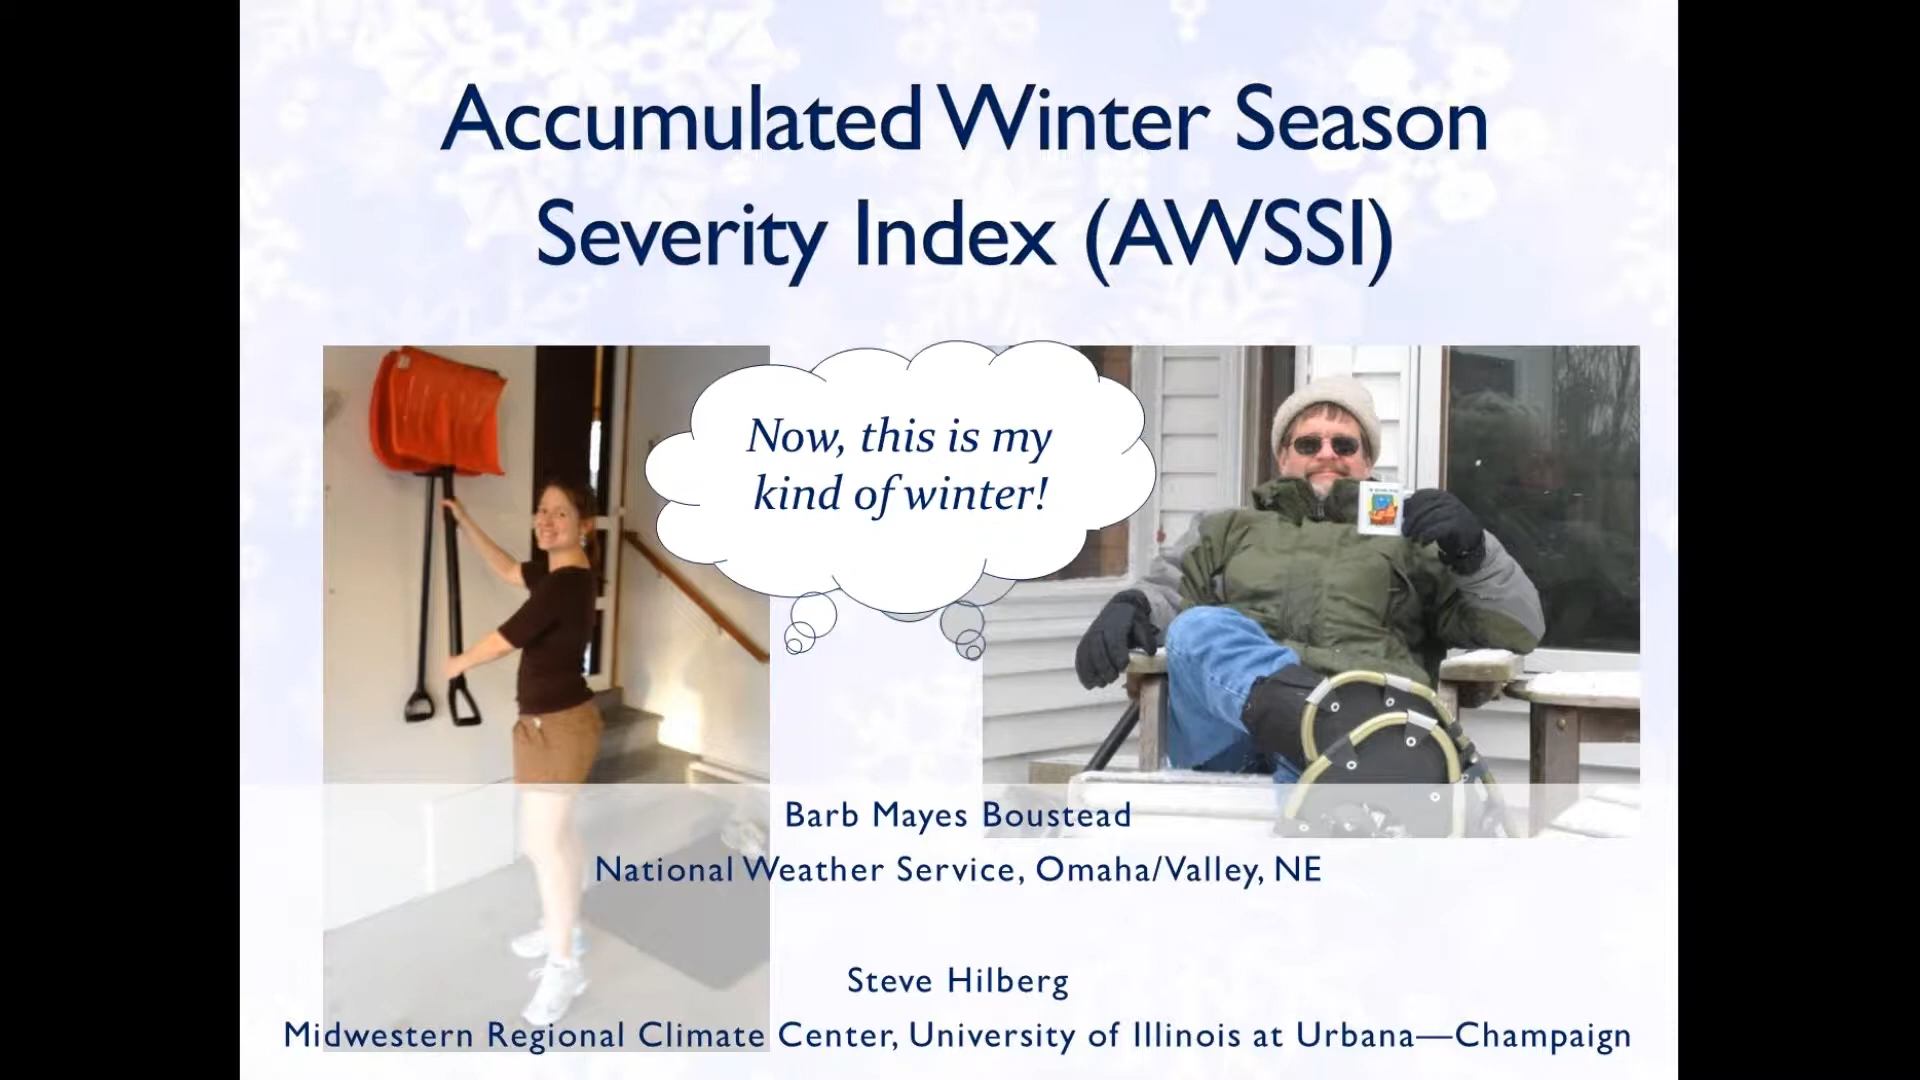 Accumulated Winter Season
Severity Index (AWSSI)
Now, this is my
kind of winter!
Barb Mayes Boustead
National Weather Service, Omaha/Valley, NE
Steve Hilberg
Midwestern Regional Climate Center, University of Illinois at Urbana—Champaign